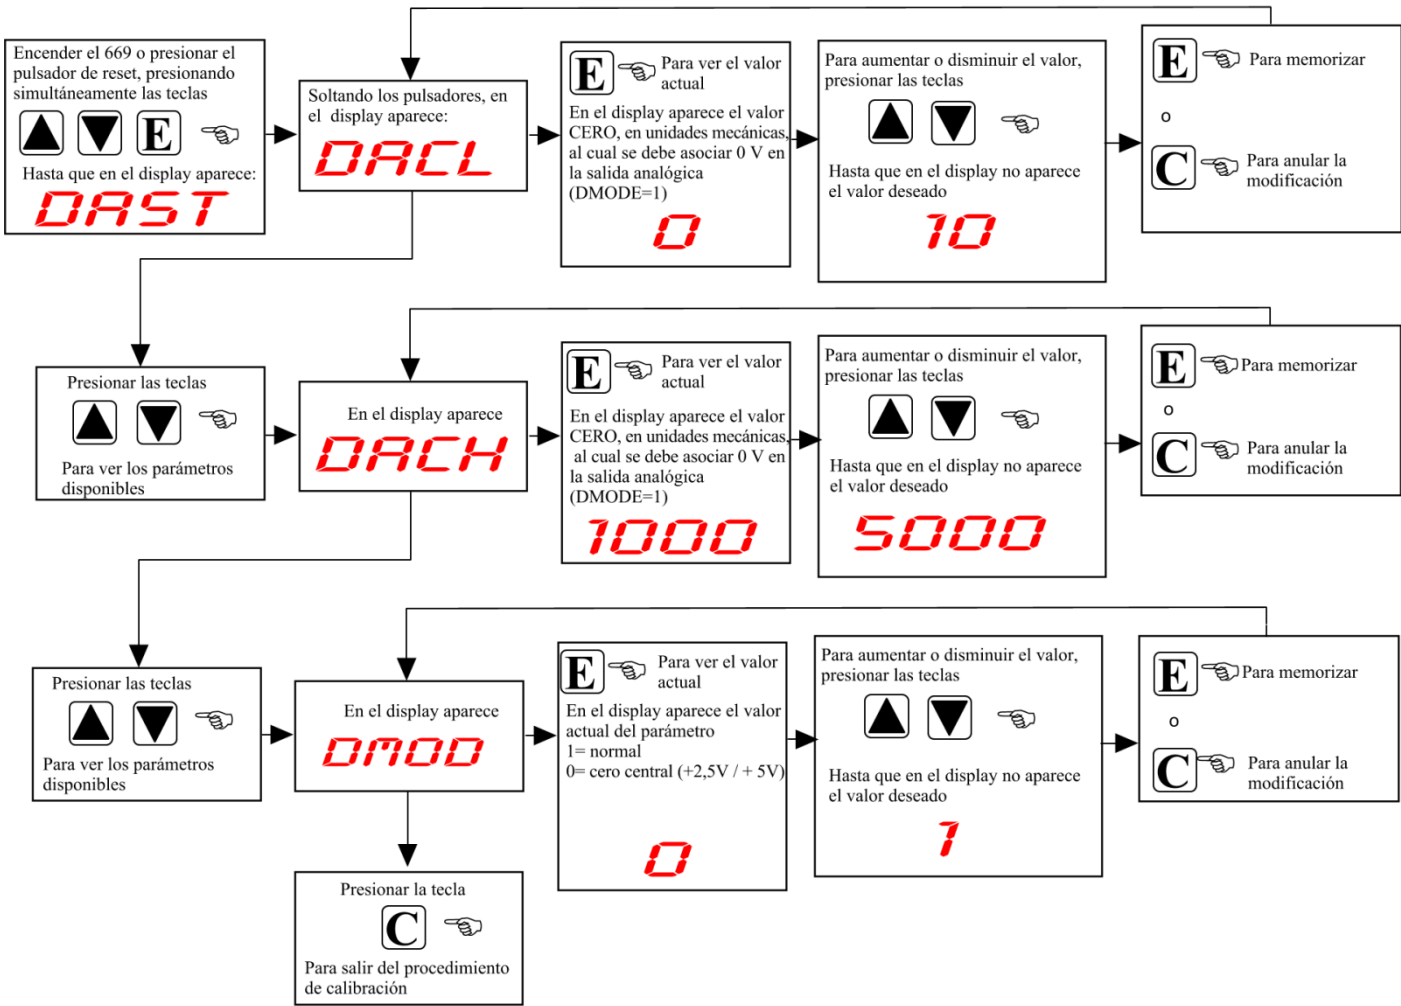 Encender el 669 o presionar el
pulsador de reset, presionando
simultáneamente las teclas
E
Hasta que en el display aparece:
DAST
Soltando los pulsadores, en
el display aparece:
DACL
E
Para ver el valor
actual
En el display aparece el valor
CERO, en unidades mecánicas,
al cual se debe asociar 0 V en
la salida analógica
(DMODE=1)
0
Para aumentar o disminuir el valor,
presionar las teclas
Hasta que en el display no aparece
el valor deseado
10
E
Para memorizar
o
C
Para anular la
modificación
Presionar las teclas
Para ver los parámetros
disponibles
En el display aparece
DACH
E
Para ver el valor
actual
En el display aparece el valor
CERO, en unidades mecánicas,
al cual se debe asociar 0 V en
la salida analógica
(DMODE=1)
1000
Para aumentar o disminuir el valor,
presionar las teclas
Hasta que en el display no aparece
el valor deseado
5000
E
Para memorizar
o
C
Para anular la
modificación
Presionar las teclas
Para ver los parámetros
disponibles
En el display aparece
DMOD
E
Para ver el valor
actual
En el display aparece el valor
actual del parámetro
1= normal
0= cero central (+2,5V / + 5V)
0
Para aumentar o disminuir el valor,
presionar las teclas
Hasta que en el display no aparece
el valor deseado
1
E
Para memorizar
o
C
Para anular la
modificación
Presionar la tecla
C
Para salir del procedimiento
de calibración